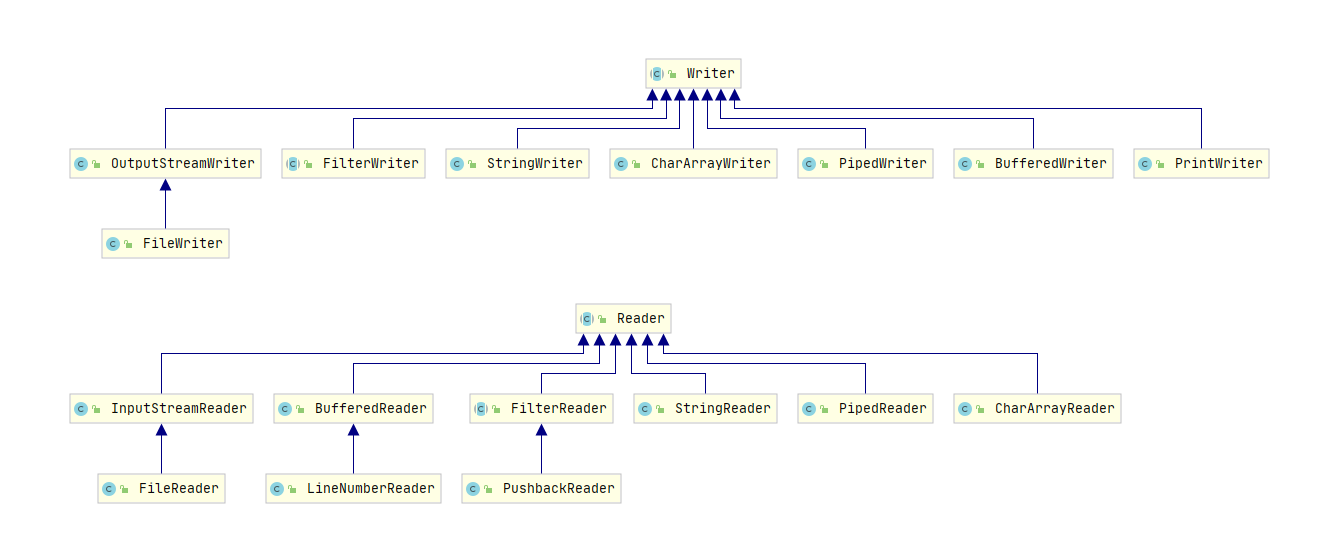 Writer
OutputStreamWriter
FilterWriter
StringWriter
CharArrayWriter
PipedWriter
BufferedWriter
PrintWriter
FileWriter
Reader
InputStreamReader
BufferedReader
FilterReader
StringReader
PipedReader
CharArrayReader
FileReader
LineNumberReader
PushbackReader